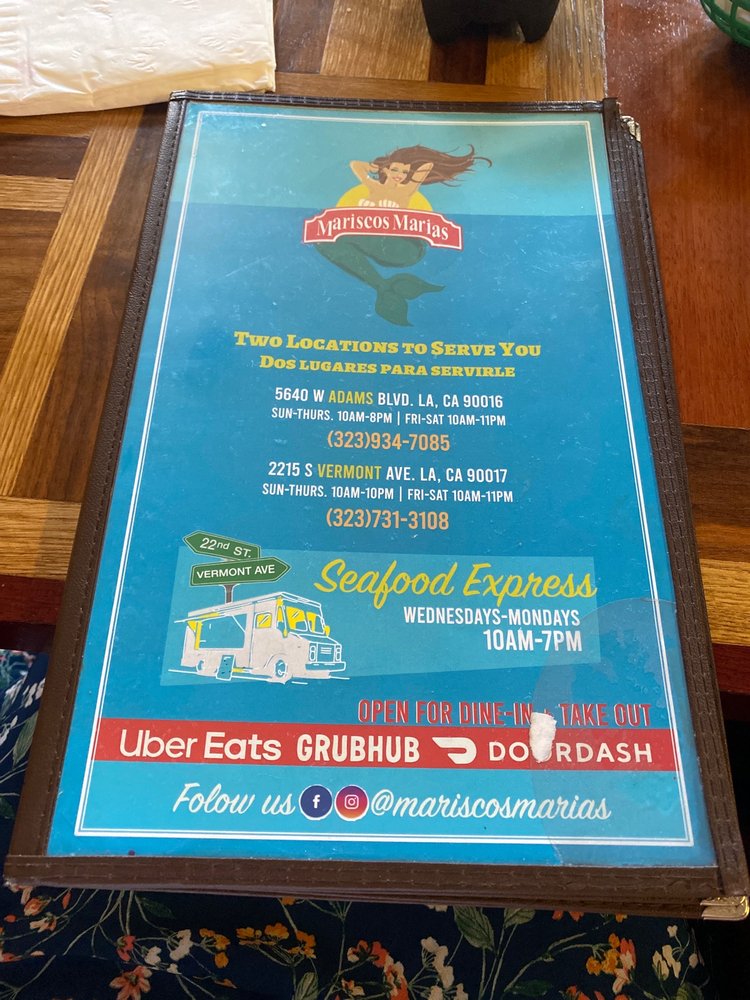 Mariscos Marias
Two Locations to Serve You
Dos lugares para servirle
5640 W ADAMS BLVD. LA, CA 90016
SUN-THURS. 10AM-8PM | FRI-SAT 10AM-11PM
(323)934-7085
2215 S VERMONT AVE. LA, CA 90017
SUN-THURS. 10AM-10PM | FRI-SAT 10AM-11PM
(323)731-3108
22nd ST.
VERMONT AVE
Seafood Express
WEDNESDAYS-MONDAYS
10AM-7PM
OPEN FOR DINE-IN + TAKE OUT
Uber Eats GRUBHUB DOORDASH
Folow us @mariscosmarias